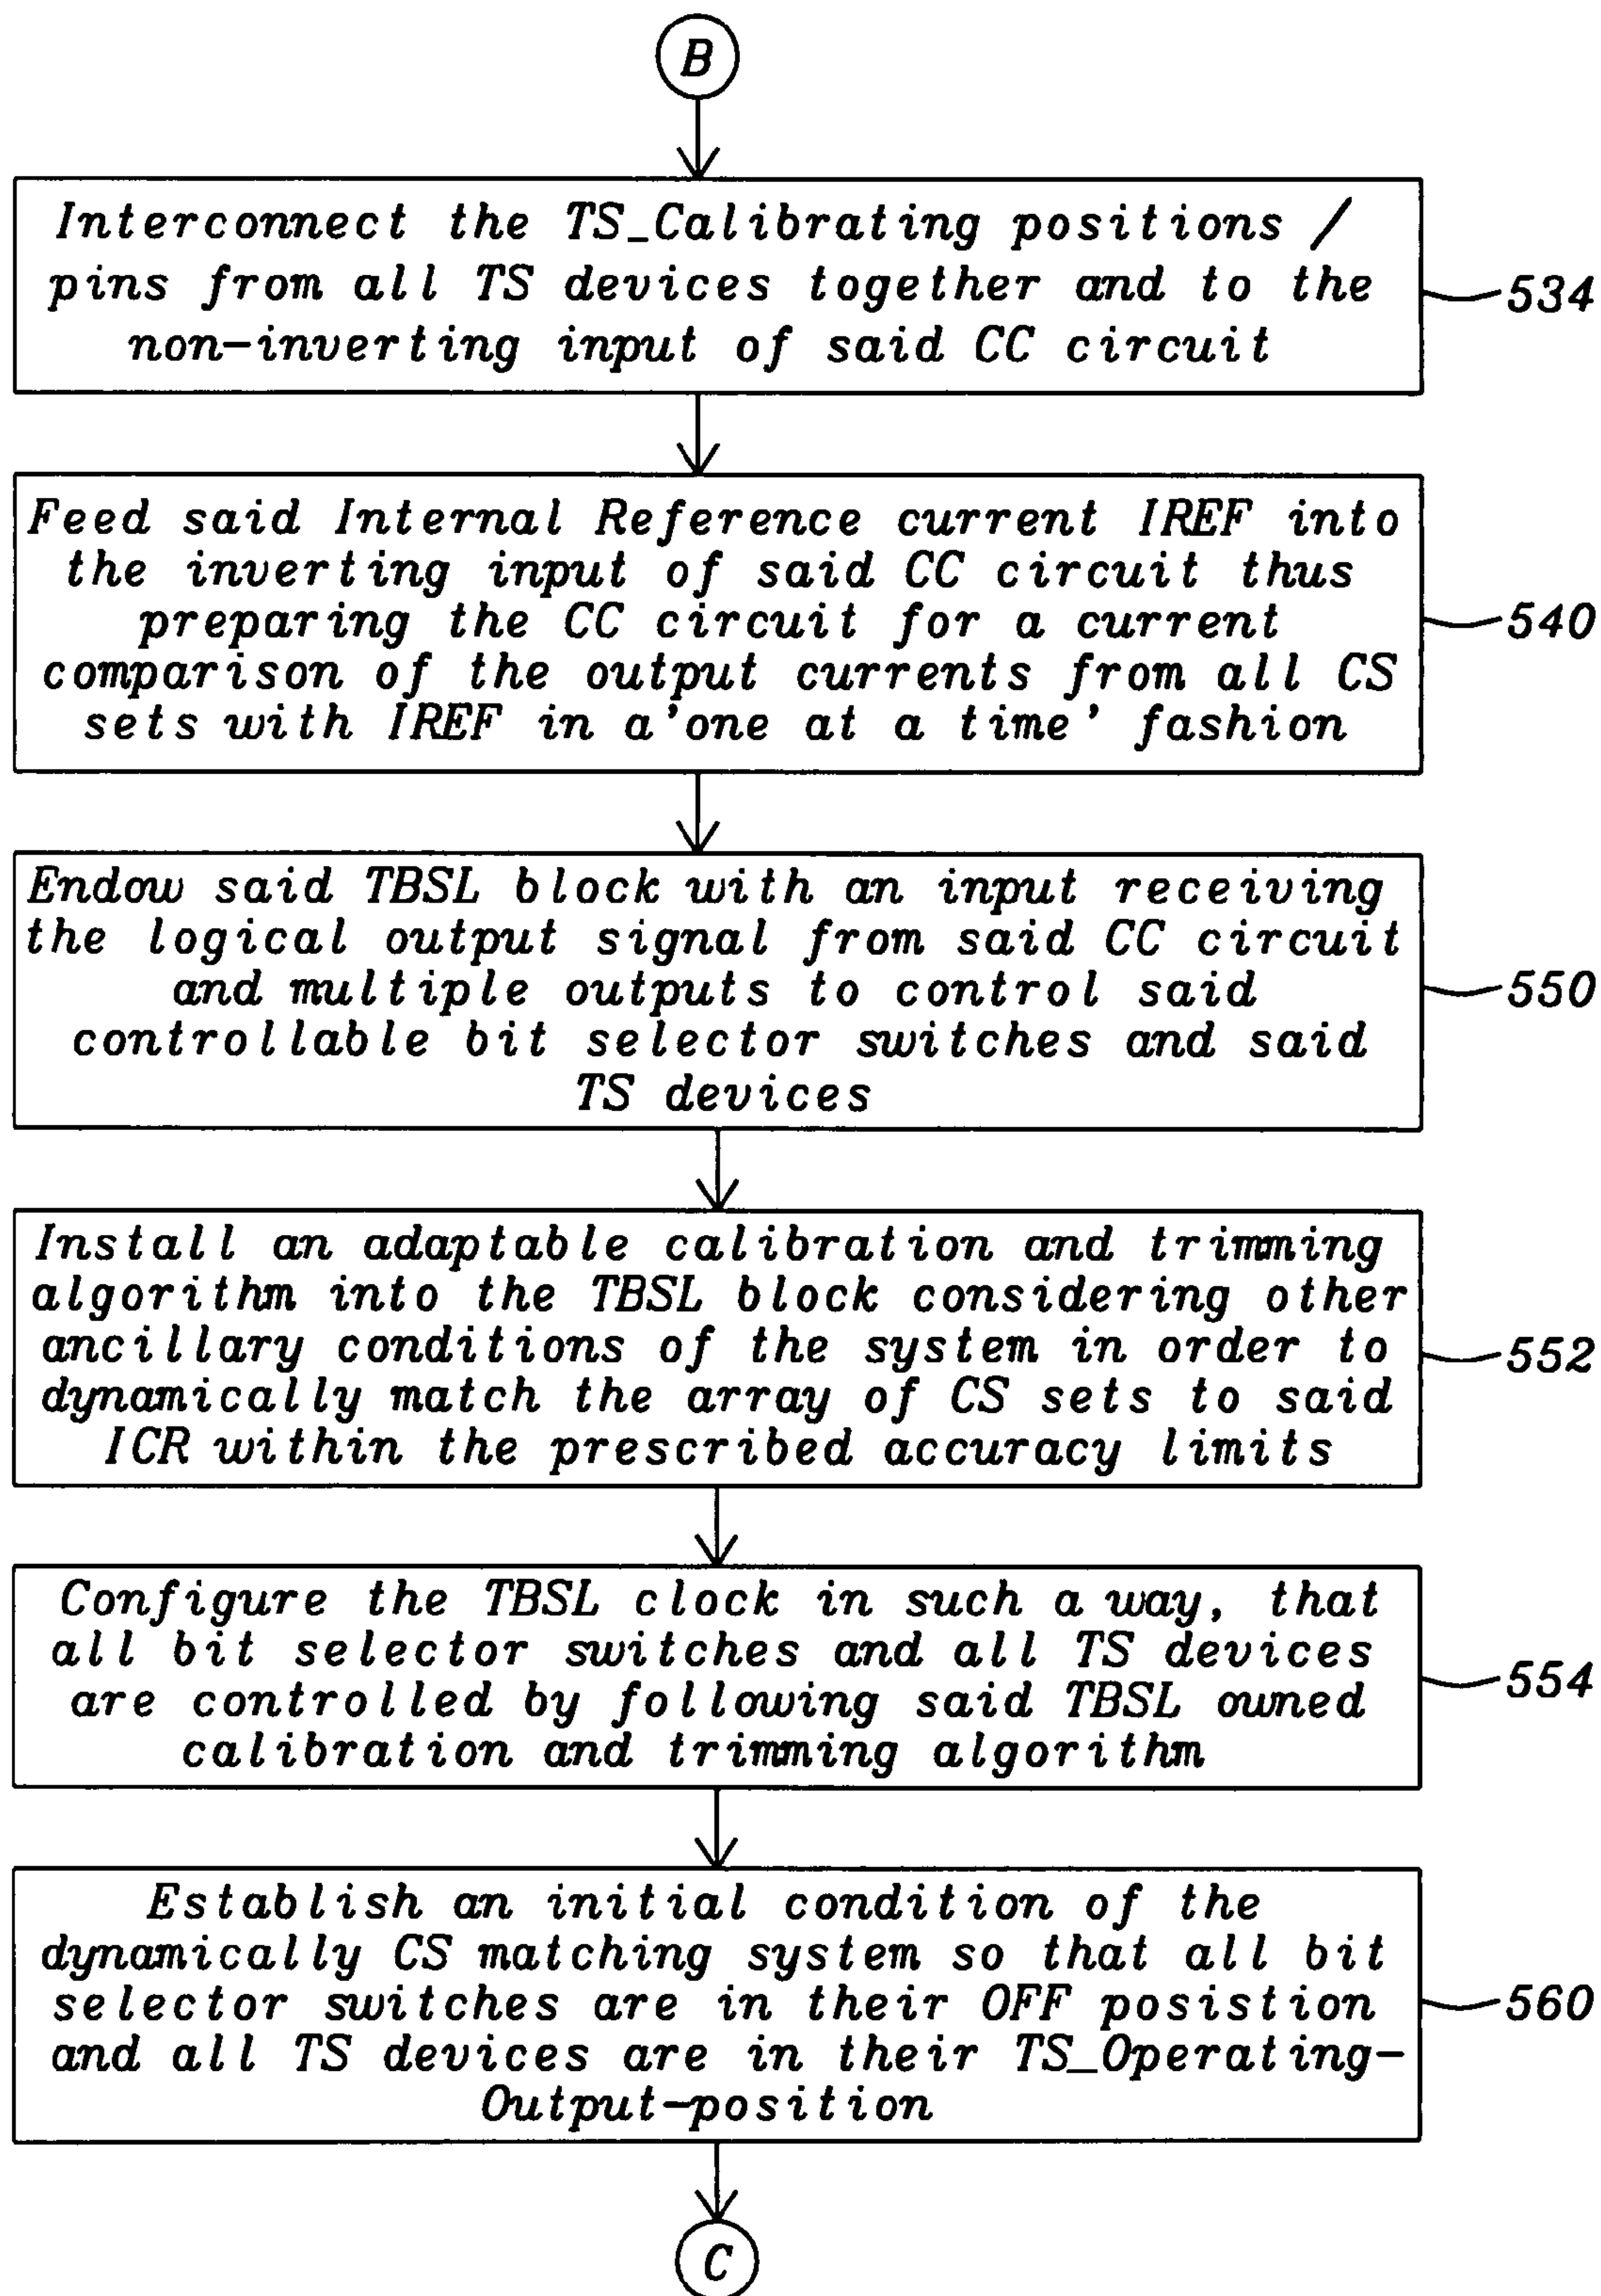 B
Interconnect the TS_Calibrating positions /
pins from all TS devices together and to the
non-inverting input of said CC circuit
534
Feed said Internal Reference current IREF into
the inverting input of said CC circuit thus
preparing the CC circuit for a current
comparison of the output currents from all CS
sets with IREF in a 'one at a time' fashion
540
Endow said TBSL block with an input receiving
the logical output signal from said CC circuit
and multiple outputs to control said
controllable bit selector switches and said
TS devices
550
Install an adaptable calibration and trimming
algorithm into the TBSL block considering other
ancillary conditions of the system in order to
dynamically match the array of CS sets to said
ICR within the prescribed accuracy limits
552
Configure the TBSL clock in such a way, that
all bit selector switches and all TS devices
are controlled by following said TBSL owned
calibration and trimming algorithm
554
Establish an initial condition of the
dynamically CS matching system so that all bit
selector switches are in their OFF posistion
and all TS devices are in their TS_Operating-
Output-position
560
C